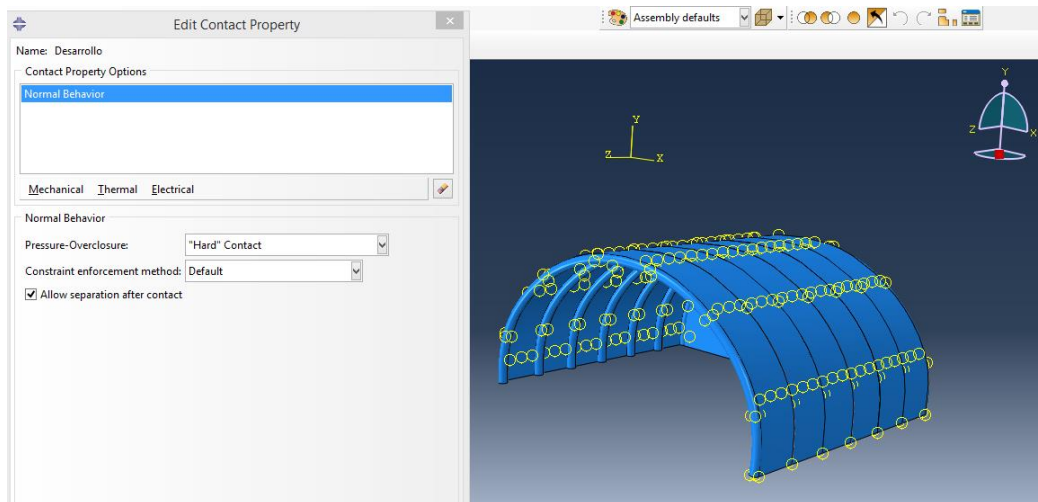 Edit Contact Property
Name: Desarrollo
Contact Property Options
Normal Behavior
Mechanical Thermal Electrical
Normal Behavior
Pressure-Overclosure: "Hard" Contact
Constraint enforcement method: Default
Allow separation after contact
Assembly defaults
Y
Z X
Y
Z X